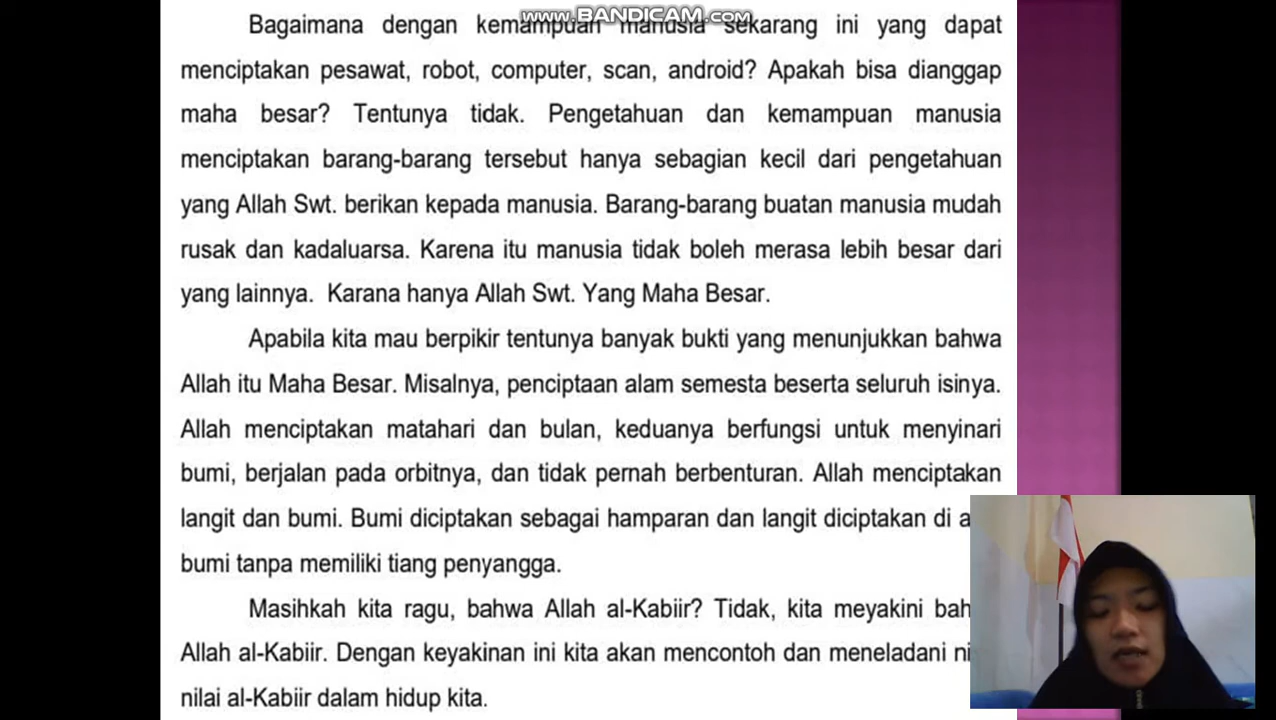 www.BANDICAM.com
Bagaimana dengan kemampuan manusia sekarang ini yang dapat
menciptakan pesawat, robot, computer, scan, android? Apakah bisa dianggap
maha besar? Tentunya tidak. Pengetahuan dan kemampuan manusia
menciptakan barang-barang tersebut hanya sebagian kecil dari pengetahuan
yang Allah Swt. berikan kepada manusia. Barang-barang buatan manusia mudah
rusak dan kadaluarsa. Karena itu manusia tidak boleh merasa lebih besar dari
yang lainnya. Karana hanya Allah Swt. Yang Maha Besar.
Apabila kita mau berpikir tentunya banyak bukti yang menunjukkan bahwa
Allah itu Maha Besar. Misalnya, penciptaan alam semesta beserta seluruh isinya.
Allah menciptakan matahari dan bulan, keduanya berfungsi untuk menyinari
bumi, berjalan pada orbitnya, dan tidak pernah berbenturan. Allah menciptakan
langit dan bumi. Bumi diciptakan sebagai hamparan dan langit diciptakan di
bumi tanpa memiliki tiang penyangga.
Masihkah kita ragu, bahwa Allah al-Kabiir? Tidak, kita meyakini
Allah al-Kabiir. Dengan keyakinan ini kita akan mencontoh dan meneladani
nilai al-Kabiir dalam hidup kita.